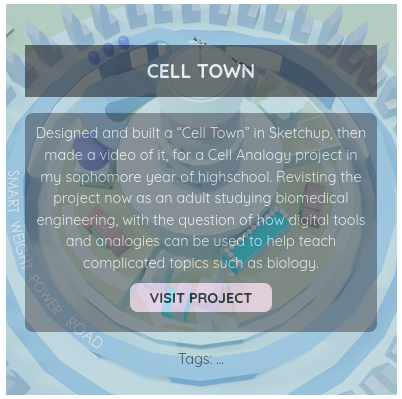 CELL TOWN
Designed and built a “Cell Town” in Sketchup, then
made a video of it, for a Cell Analogy project in
my sophomore year of highschool. Revisting the
project now as an adult studying biomedical
engineering, with the question of how digital tools
and analogies can be used to help teach
complicated topics such as biology.
VISIT PROJECT
SMART WEIGHT POWER ROAD
Tags: ...